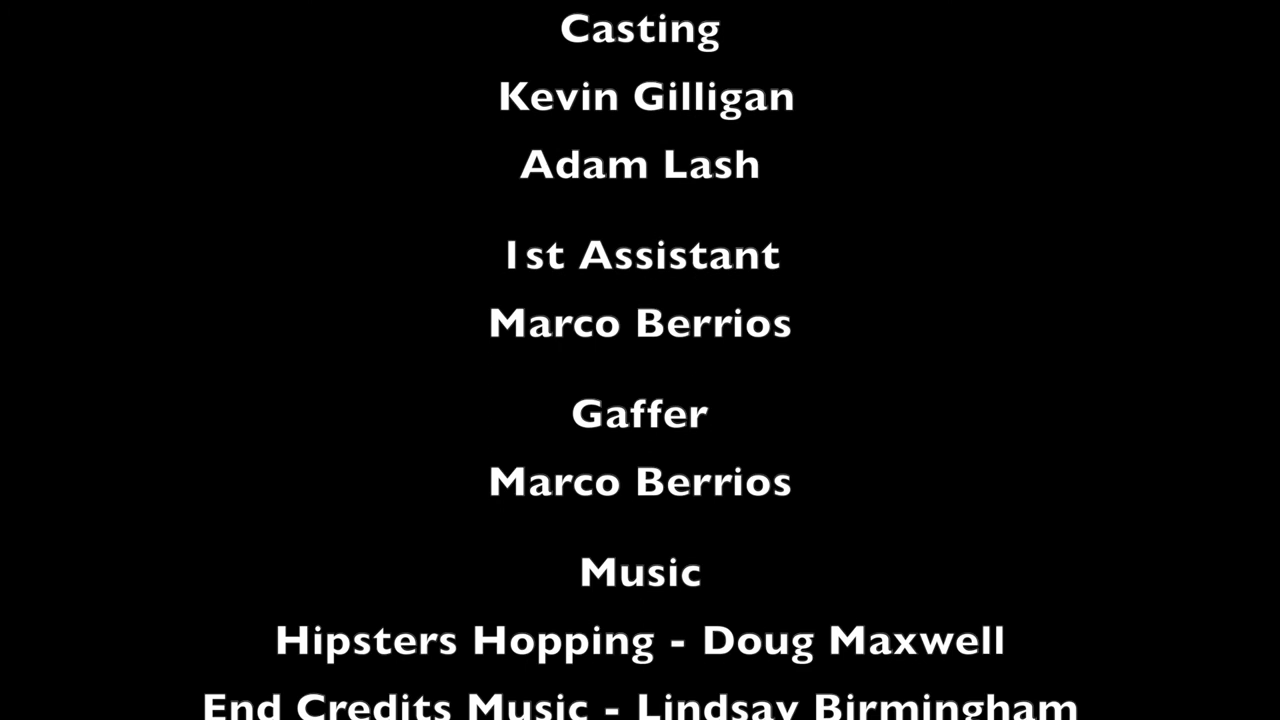 Casting
Kevin Gilligan
Adam Lash
1st Assistant
Marco Berrios
Gaffer
Marco Berrios
Music
Hipsters Hopping - Doug Maxwell
End Credits Music - Lindsay Birmingham